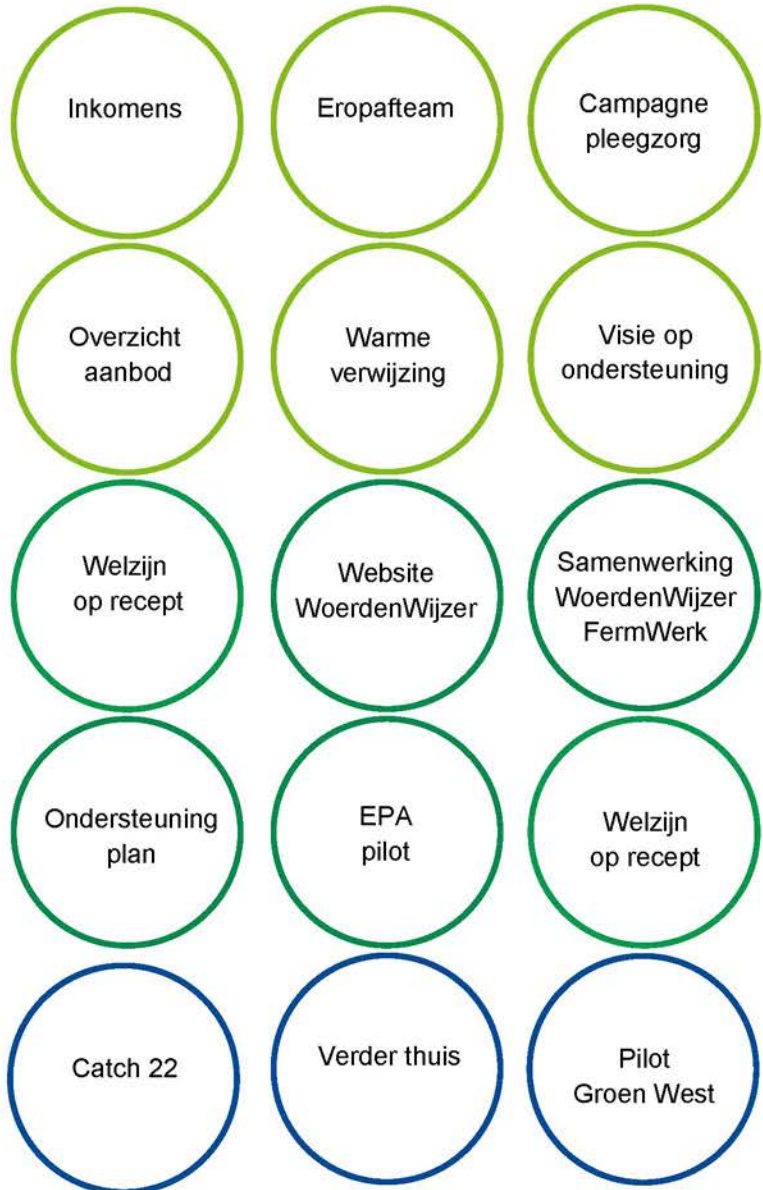 Inkomens
Eropafteam
Campagne
pleegzorg
Overzicht
aanbod
Warme
verwijzing
Visie op
ondersteuning
Welzijn
op recept
Website
WoerdenWijzer
Samenwerking
WoerdenWijzer
FermWerk
Ondersteuning
plan
EPA
pilot
Welzijn
op recept
Catch 22
Verder thuis
Pilot
Groen West